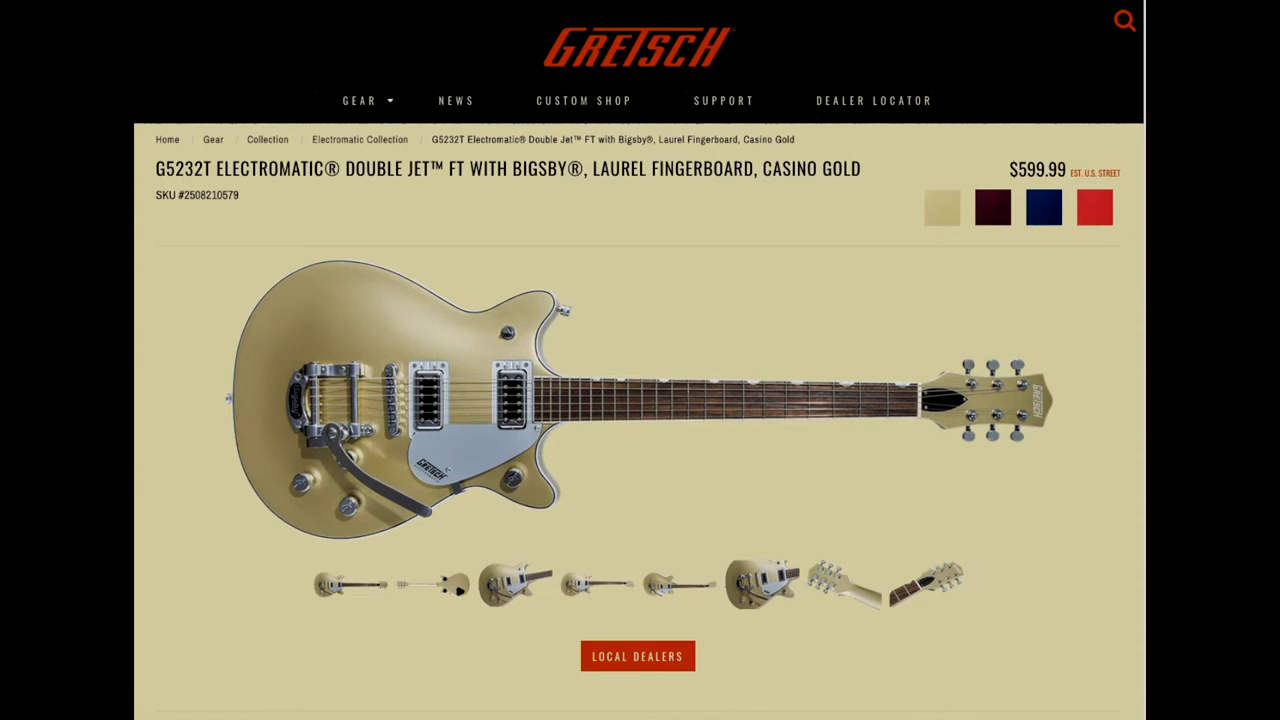 GRETSCH
GEAR NEWS CUSTOM SHOP SUPPORT DEALER LOCATOR
Home / Gear / Collection / Electromatic Collection / G5232T Electromatic® Double Jet™ FT with Bigsby®, Laurel Fingerboard, Casino Gold
G5232T ELECTROMATIC® DOUBLE JET™ FT WITH BIGSBY®, LAUREL FINGERBOARD, CASINO GOLD
$599.99 EST. U.S. STREET
SKU #2508210579
GRETSCH
GRETSCH
LOCAL DEALERS